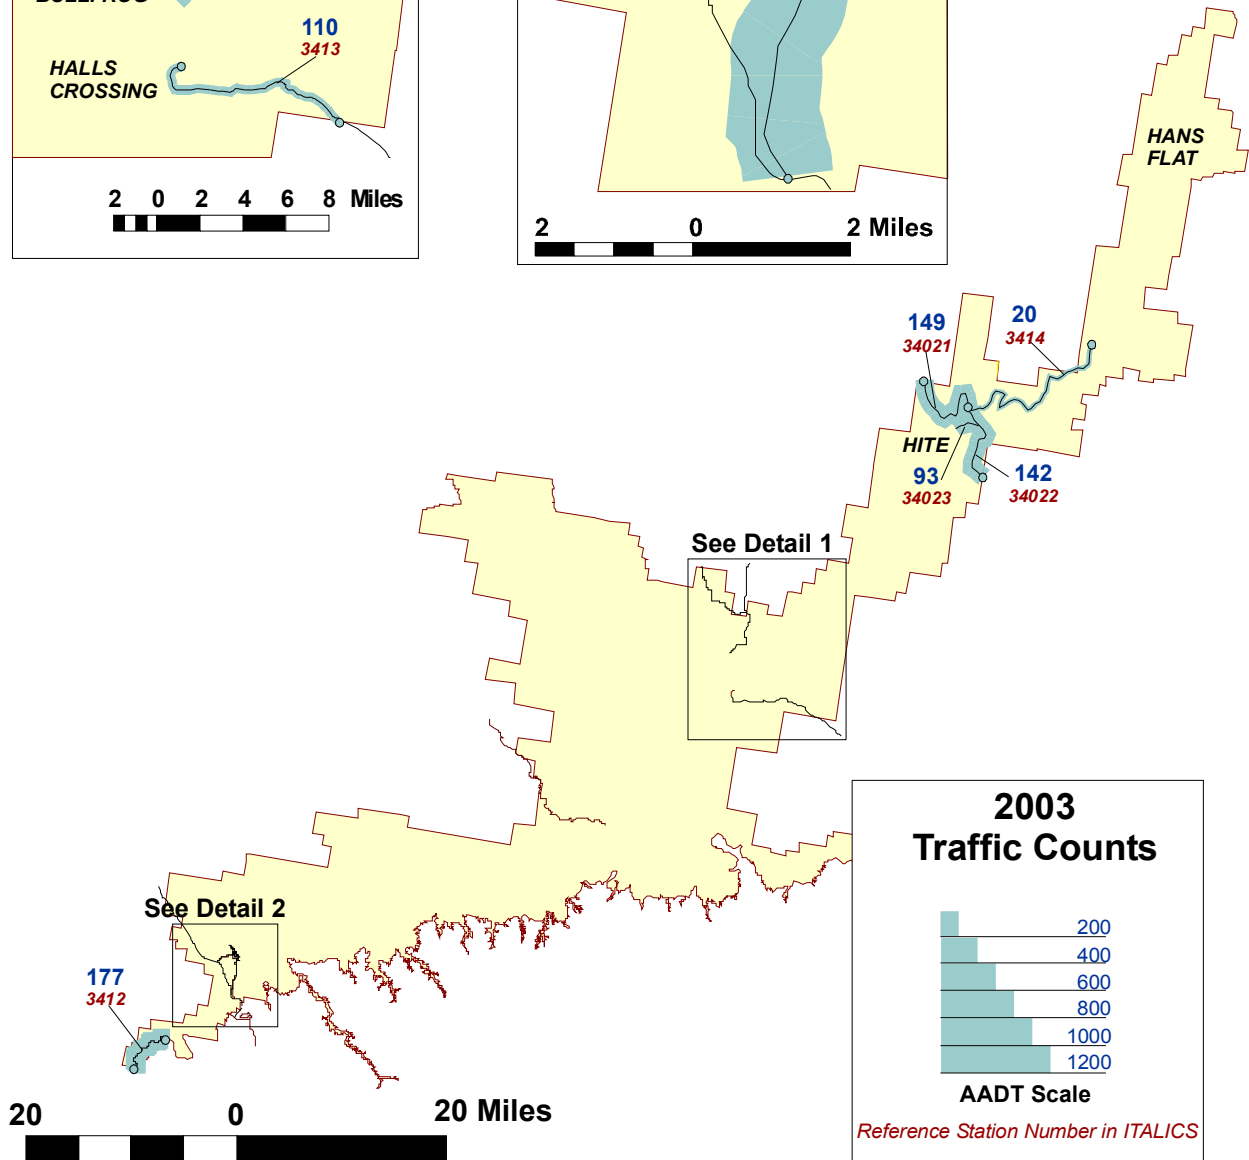 110
3413
HALLS
CROSSING
2 0 2 4 6 8 Miles
2 0 2 Miles
HANS
FLAT
149
34021
20
3414
HITE
93
34023
142
34022
See Detail 1
See Detail 2
177
3412
20 0 20 Miles
2003
Traffic Counts
200
400
600
800
1000
1200
AADT Scale
Reference Station Number in ITALICS